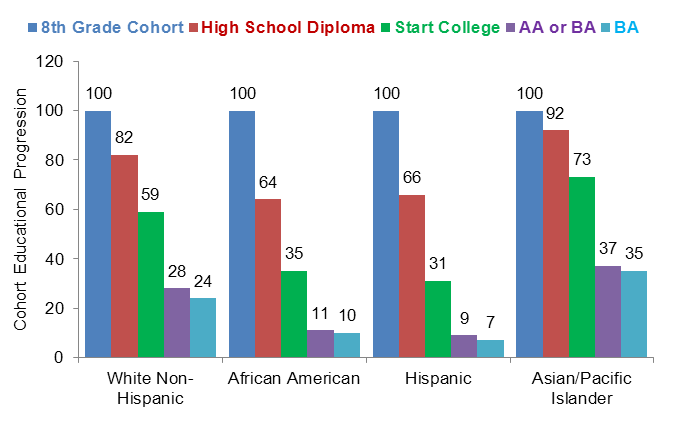 8th Grade Cohort High School Diploma Start College AA or BA BA
Cohort Educational Progression
120
100
80
60
40
20
0
100 82 59 28 24
100 64 35 11 10
100 66 31 9 7
100 92 73 37 35
White Non-
Hispanic
African American
Hispanic
Asian/Pacific
Islander